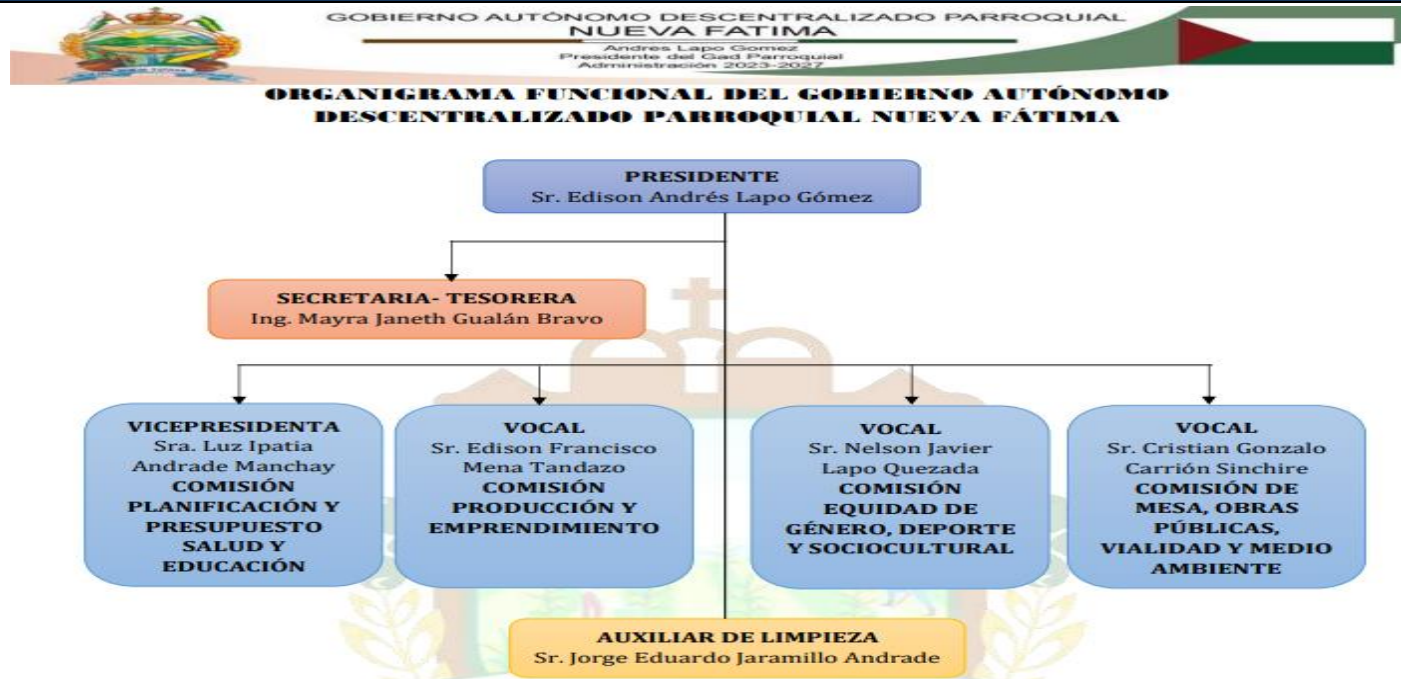 GOBIERNO AUTÓNOMO DESCENTRALIZADO PARROQUIAL
NUEVA FATIMA
Andres Lapo Gomez
Presidente del Gad Parroquial
Administración 2023-2027
ORGANIGRAMA FUNCIONAL DEL GOBIERNO AUTÓNOMO
DESCENTRALIZADO PARROQUIAL NUEVA FÁTIMA
PRESIDENTE
Sr. Edison Andrés Lapo Gómez
SECRETARIA- TESORERA
Ing. Mayra Janeth Gualán Bravo
VICEPRESIDENTA
Sra. Luz Ipatia
Andrade Manchay
COMISIÓN
PLANIFICACIÓN Y
PRESUPUESTO
SALUD Y
EDUCACIÓN
VOCAL
Sr. Edison Francisco
Mena Tandazo
COMISIÓN
PRODUCCIÓN Y
EMPRENDIMIENTO
VOCAL
Sr. Nelson Javier
Lapo Quezada
COMISIÓN
EQUIDAD DE
GÉNERO, DEPORTE
Y SOCIOCULTURAL
VOCAL
Sr. Cristian Gonzalo
Carrión Sinchire
COMISIÓN DE
MESA, OBRAS
PÚBLICAS,
VIALIDAD Y MEDIO
AMBIENTE
AUXILIAR DE LIMPIEZA
Sr. Jorge Eduardo Jaramillo Andrade